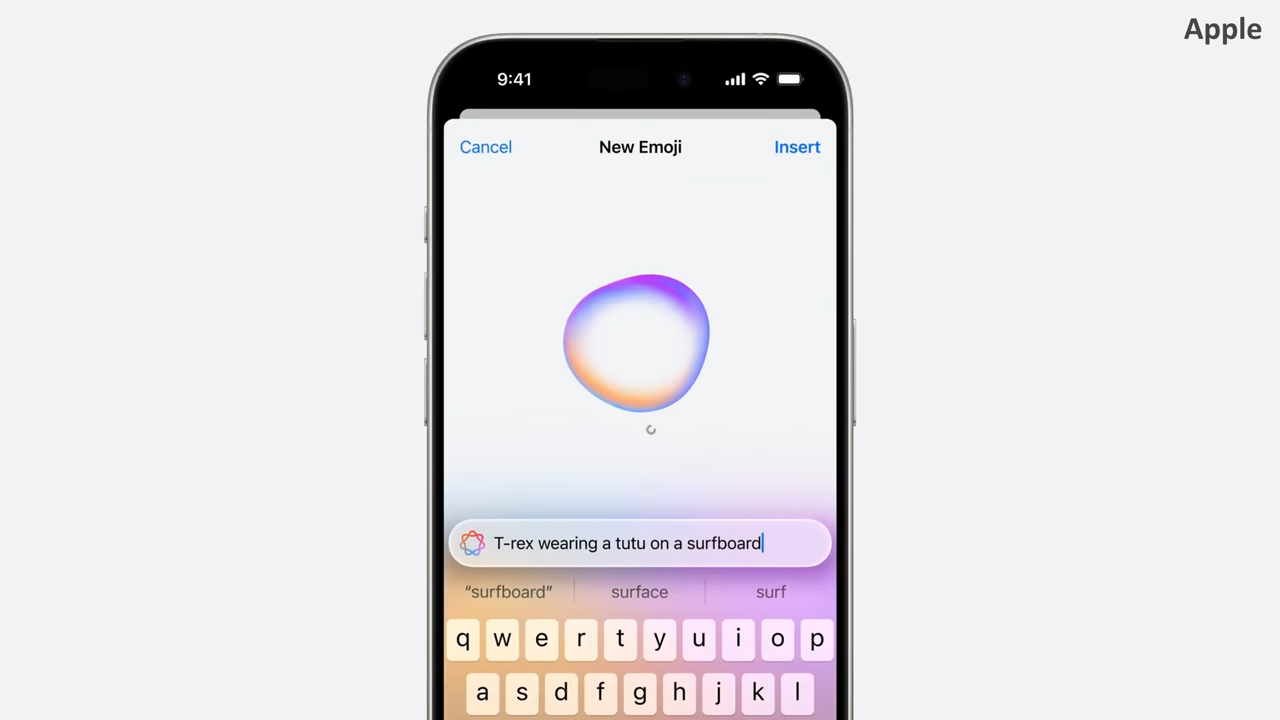 Apple
9:41
Cancel New Emoji Insert
T-rex wearing a tutu on a surfboard
“surfboard” surface surf
q w e r t y u i o p
a s d f g h j k l